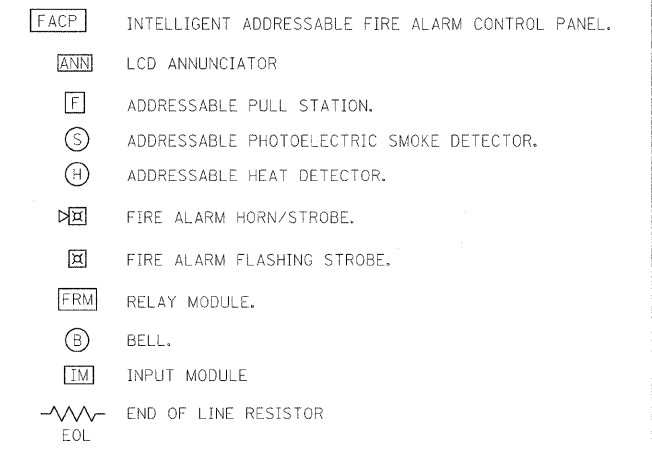 FACP INTELLIGENT ADDRESSABLE FIRE ALARM CONTROL PANEL.
ANN LCD ANNUNCIATOR
F ADDRESSABLE PULL STATION.
S ADDRESSABLE PHOTOELECTRIC SMOKE DETECTOR.
H ADDRESSABLE HEAT DETECTOR.
FIRE ALARM HORN/STROBE.
FIRE ALARM FLASHING STROBE.
FRM RELAY MODULE.
B BELL.
IM INPUT MODULE
END OF LINE RESISTOR
EOL